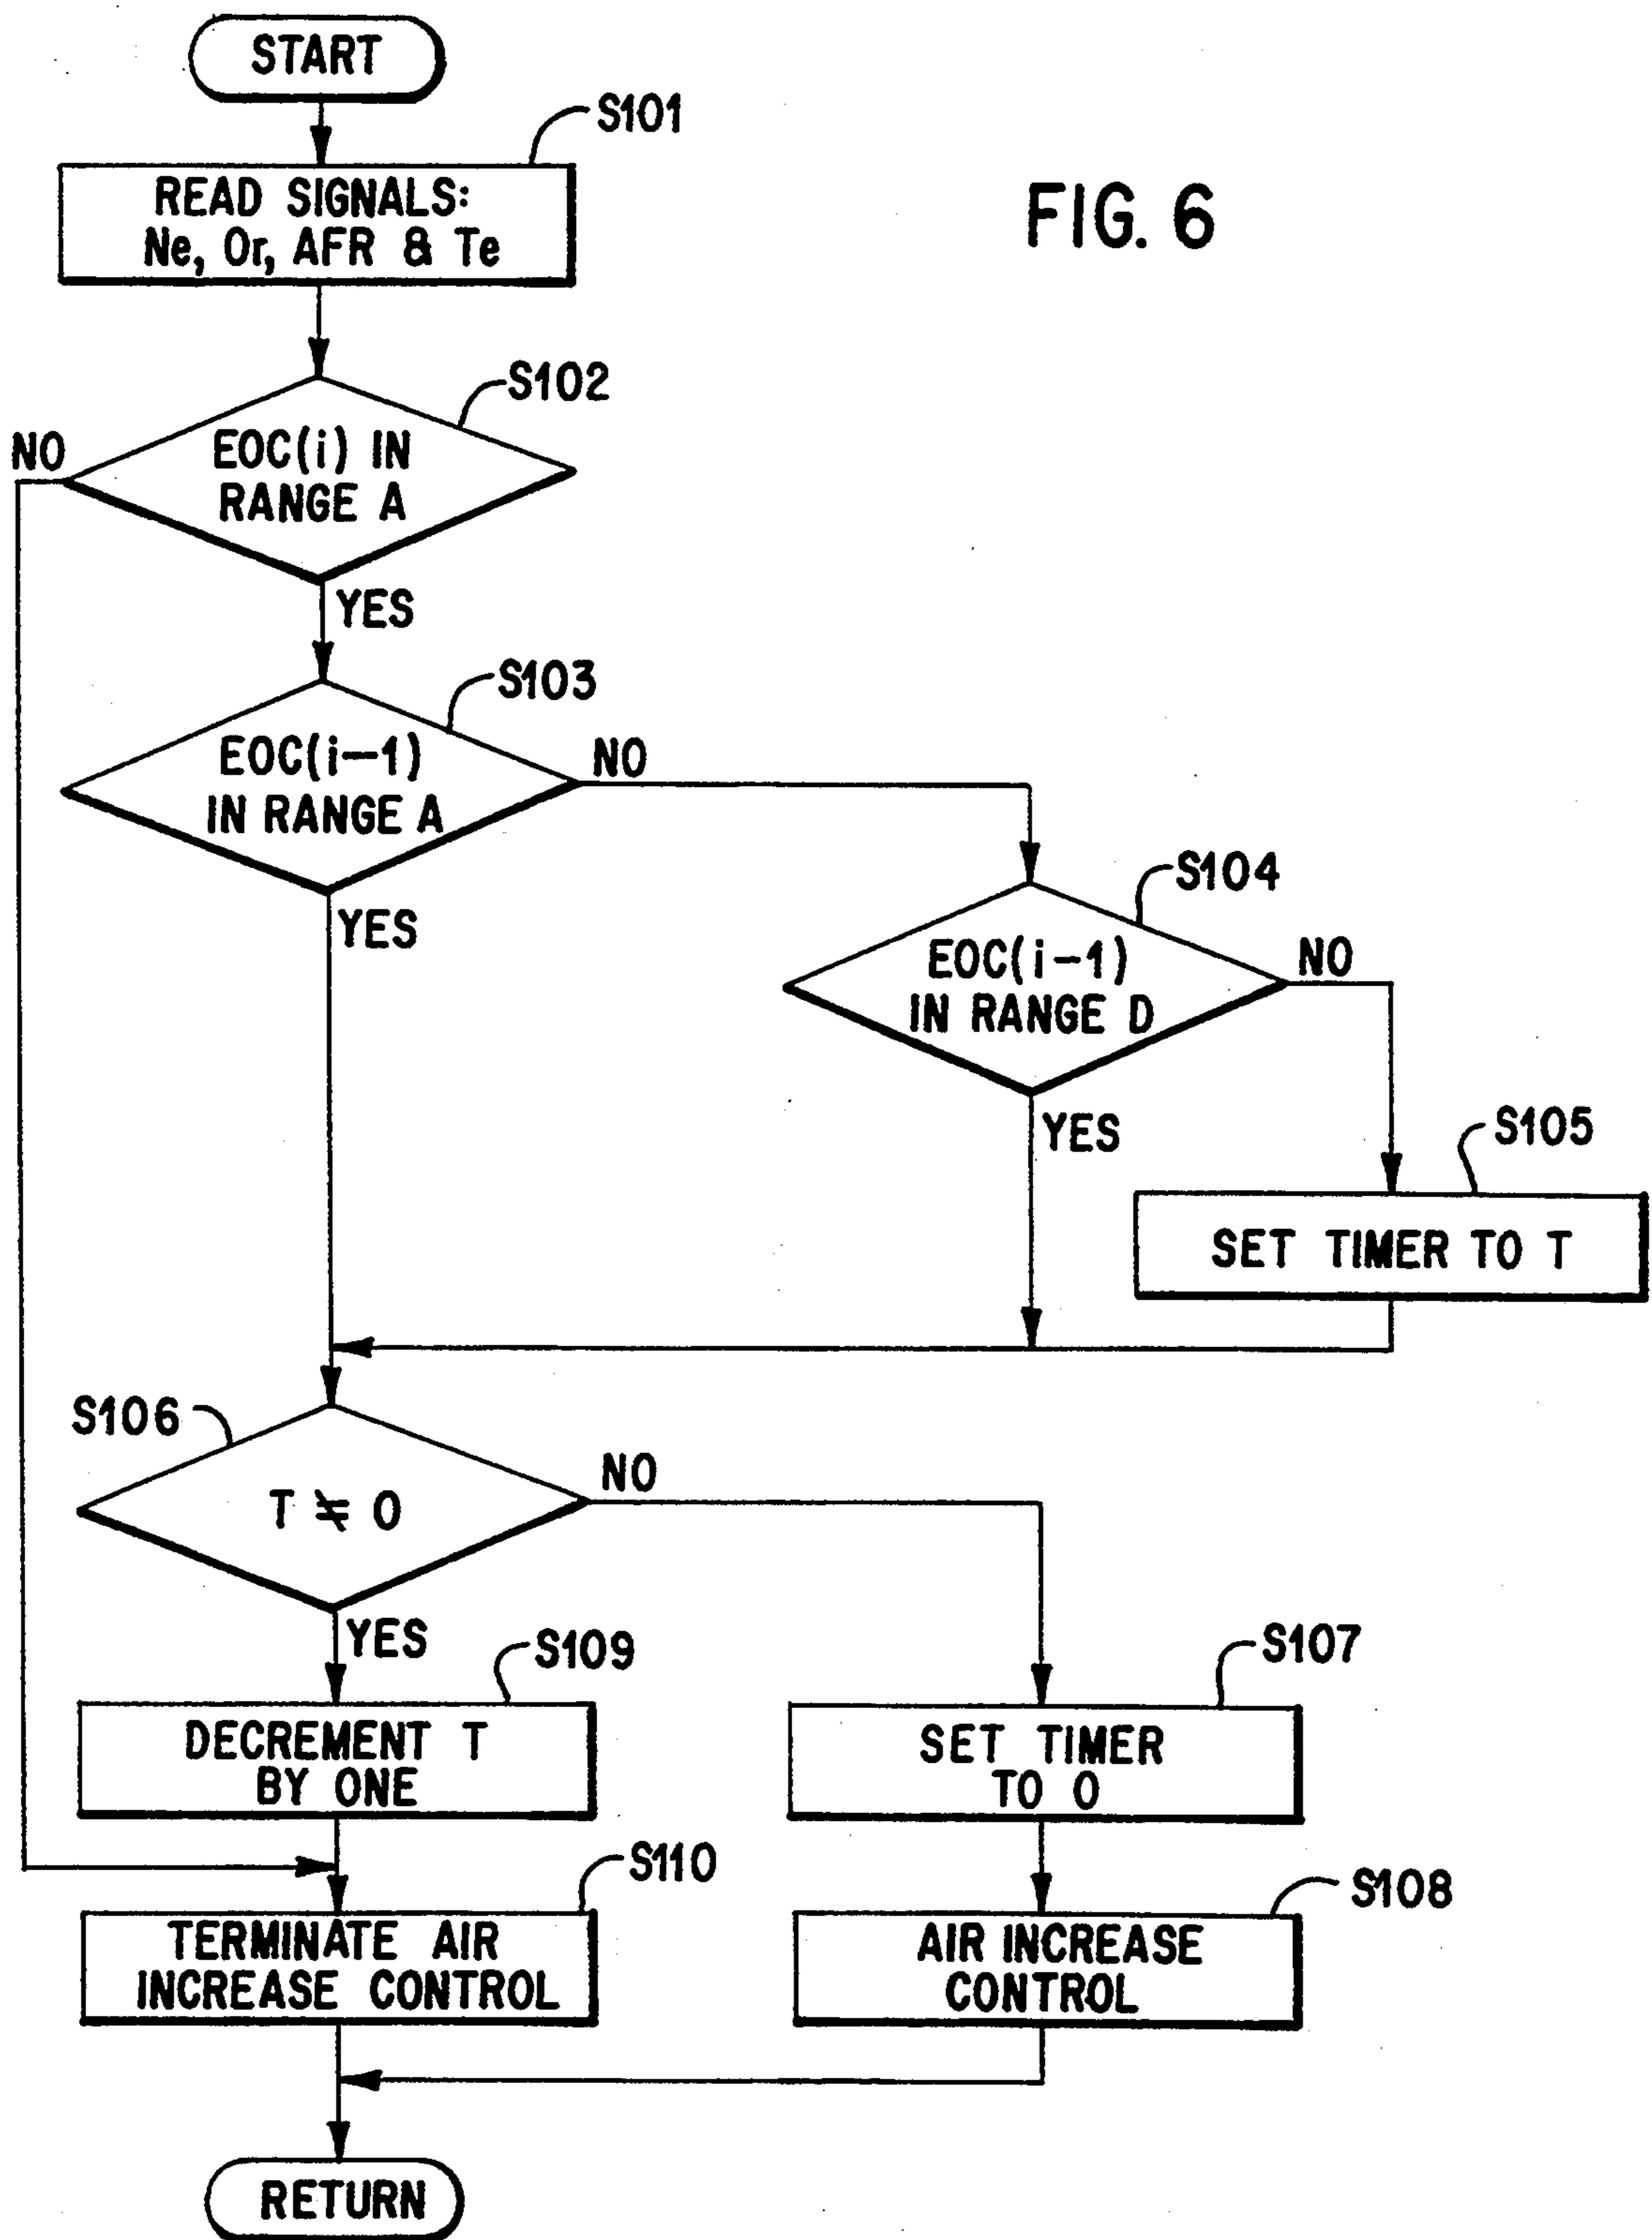 START
S101
READ SIGNALS:
Ne, Or, AFR & Te
FIG. 6
S102
NO
EOC(i) IN
RANGE A
YES
S103
EOC(i-1)
IN RANGE A
NO
YES
S104
EOC(i-1)
IN RANGE D
NO
YES
S105
SET TIMER TO T
S106
T ≠ 0
NO
YES
S109
DECREMENT T
BY ONE
S107
SET TIMER
TO 0
S110
TERMINATE AIR
INCREASE CONTROL
S108
AIR INCREASE
CONTROL
RETURN